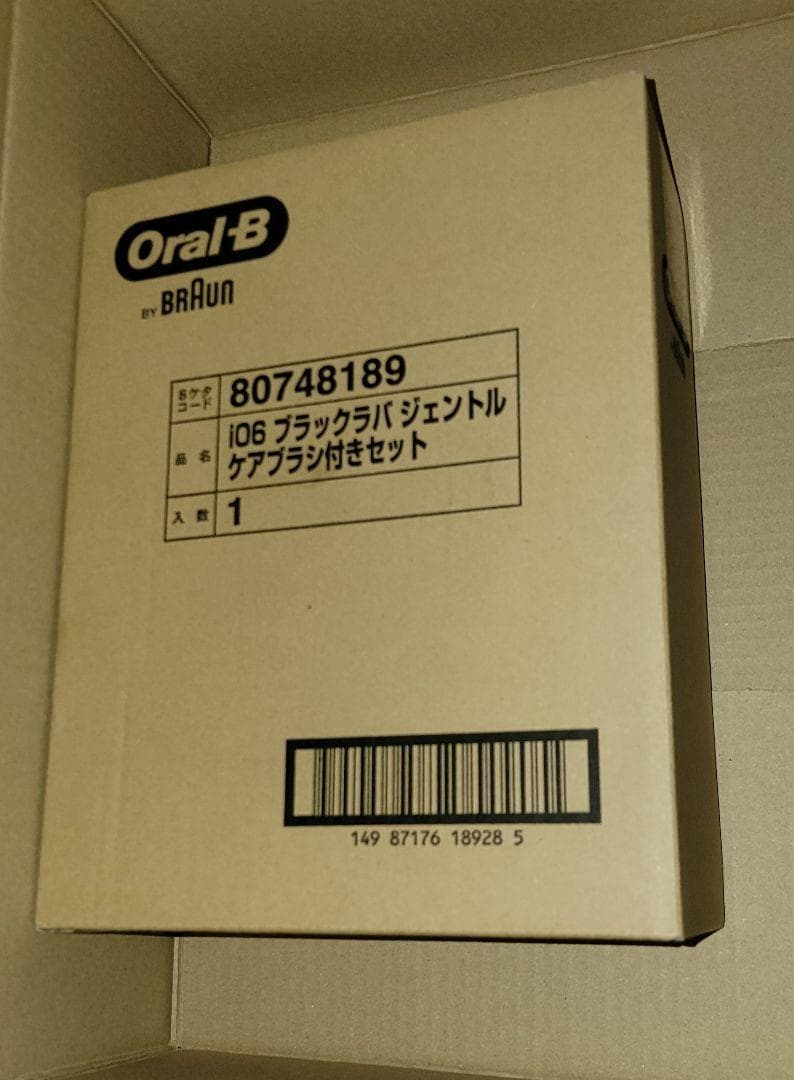 Oral-B
BY BRAUN
8ケタコード 80748189
品名 iO6 ブラックラバ ジェントル
ケアブラシ付きセット
入数 1
149 87176 18928 5